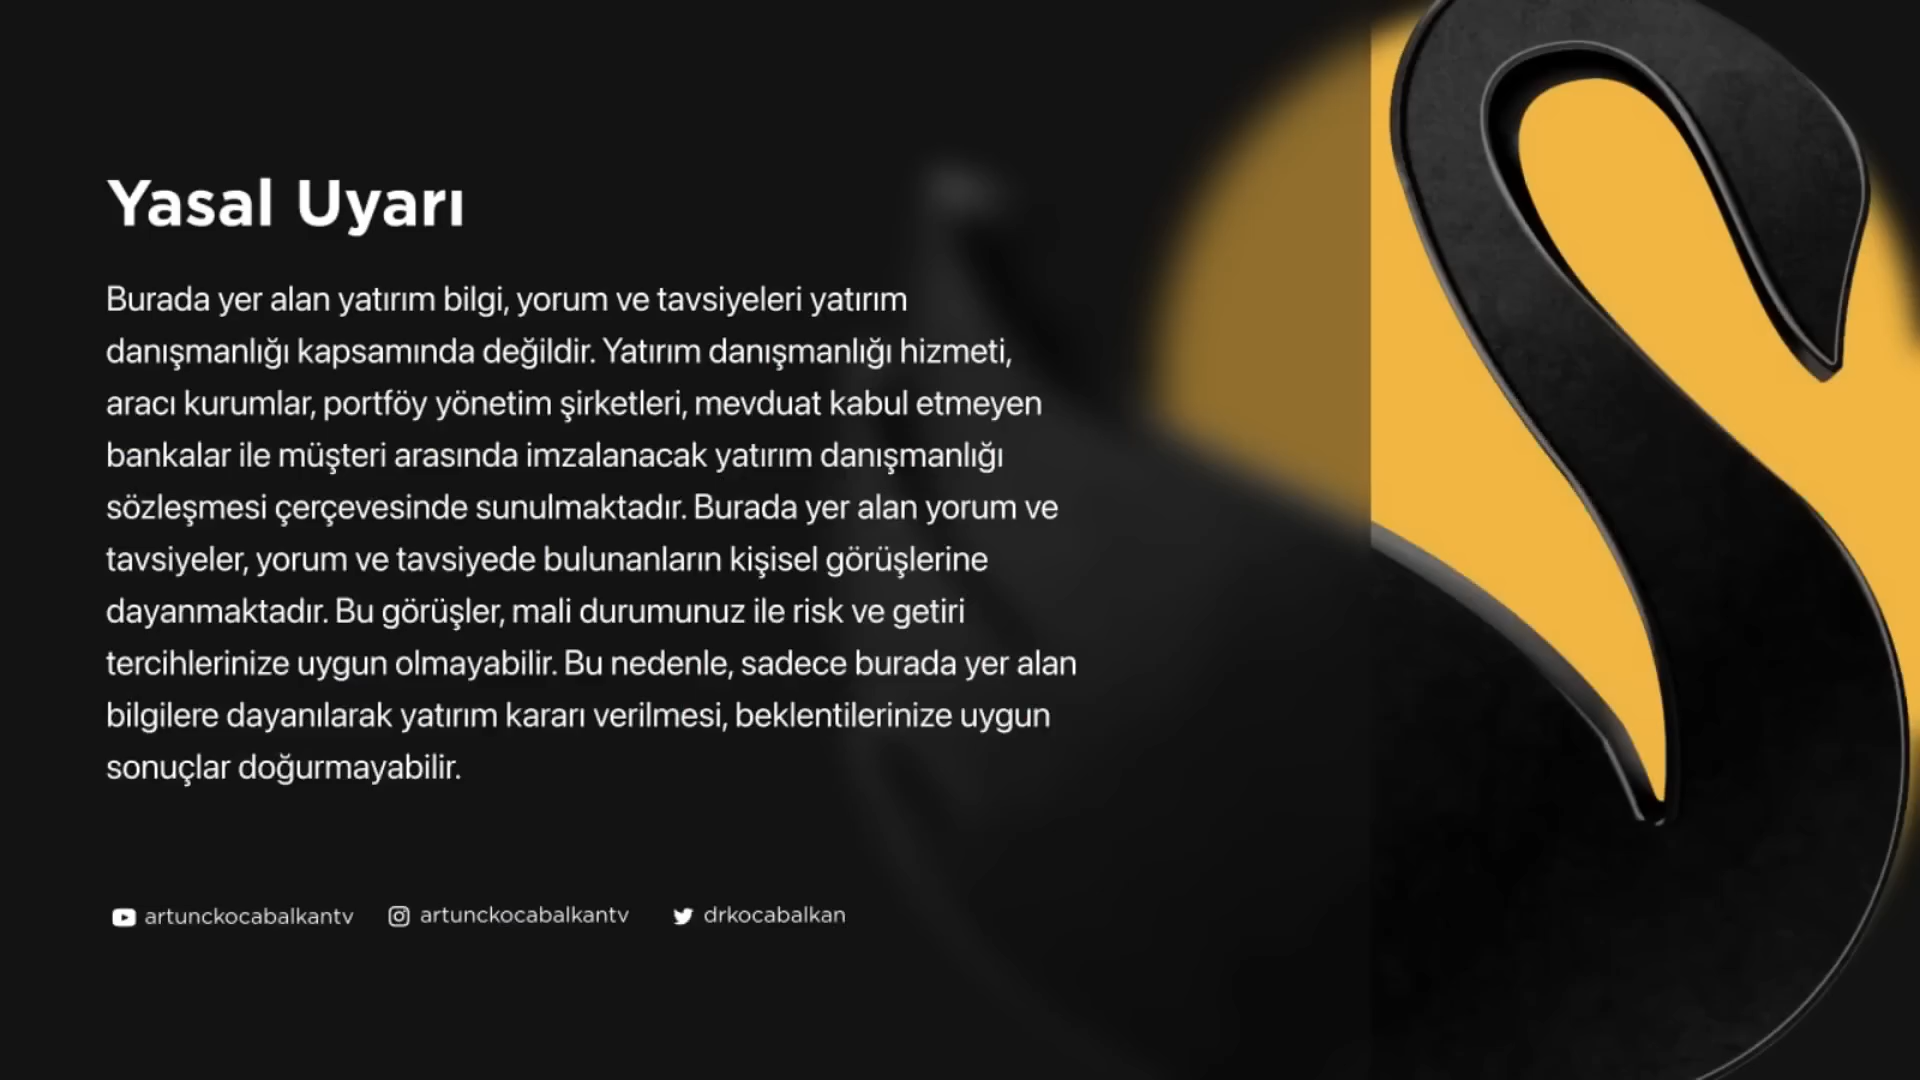 Yasal Uyarı
Burada yer alan yatırım bilgi, yorum ve tavsiyeleri yatırım
danışmanlığı kapsamında değildir. Yatırım danışmanlığı hizmeti,
aracı kurumlar, portföy yönetim şirketleri, mevduat kabul etmeyen
bankalar ile müşteri arasında imzalanacak yatırım danışmanlığı
sözleşmesi çerçevesinde sunulmaktadır. Burada yer alan yorum ve
tavsiyeler, yorum ve tavsiyede bulunanların kişisel görüşlerine
dayanmaktadır. Bu görüşler, mali durumunuz ile risk ve getiri
tercihlerinize uygun olmayabilir. Bu nedenle, sadece burada yer alan
bilgilere dayanılarak yatırım kararı verilmesi, beklentilerinize uygun
sonuçlar doğurmayabilir.
artunckocabalkantv artunckocabalkantv drkocabalkan